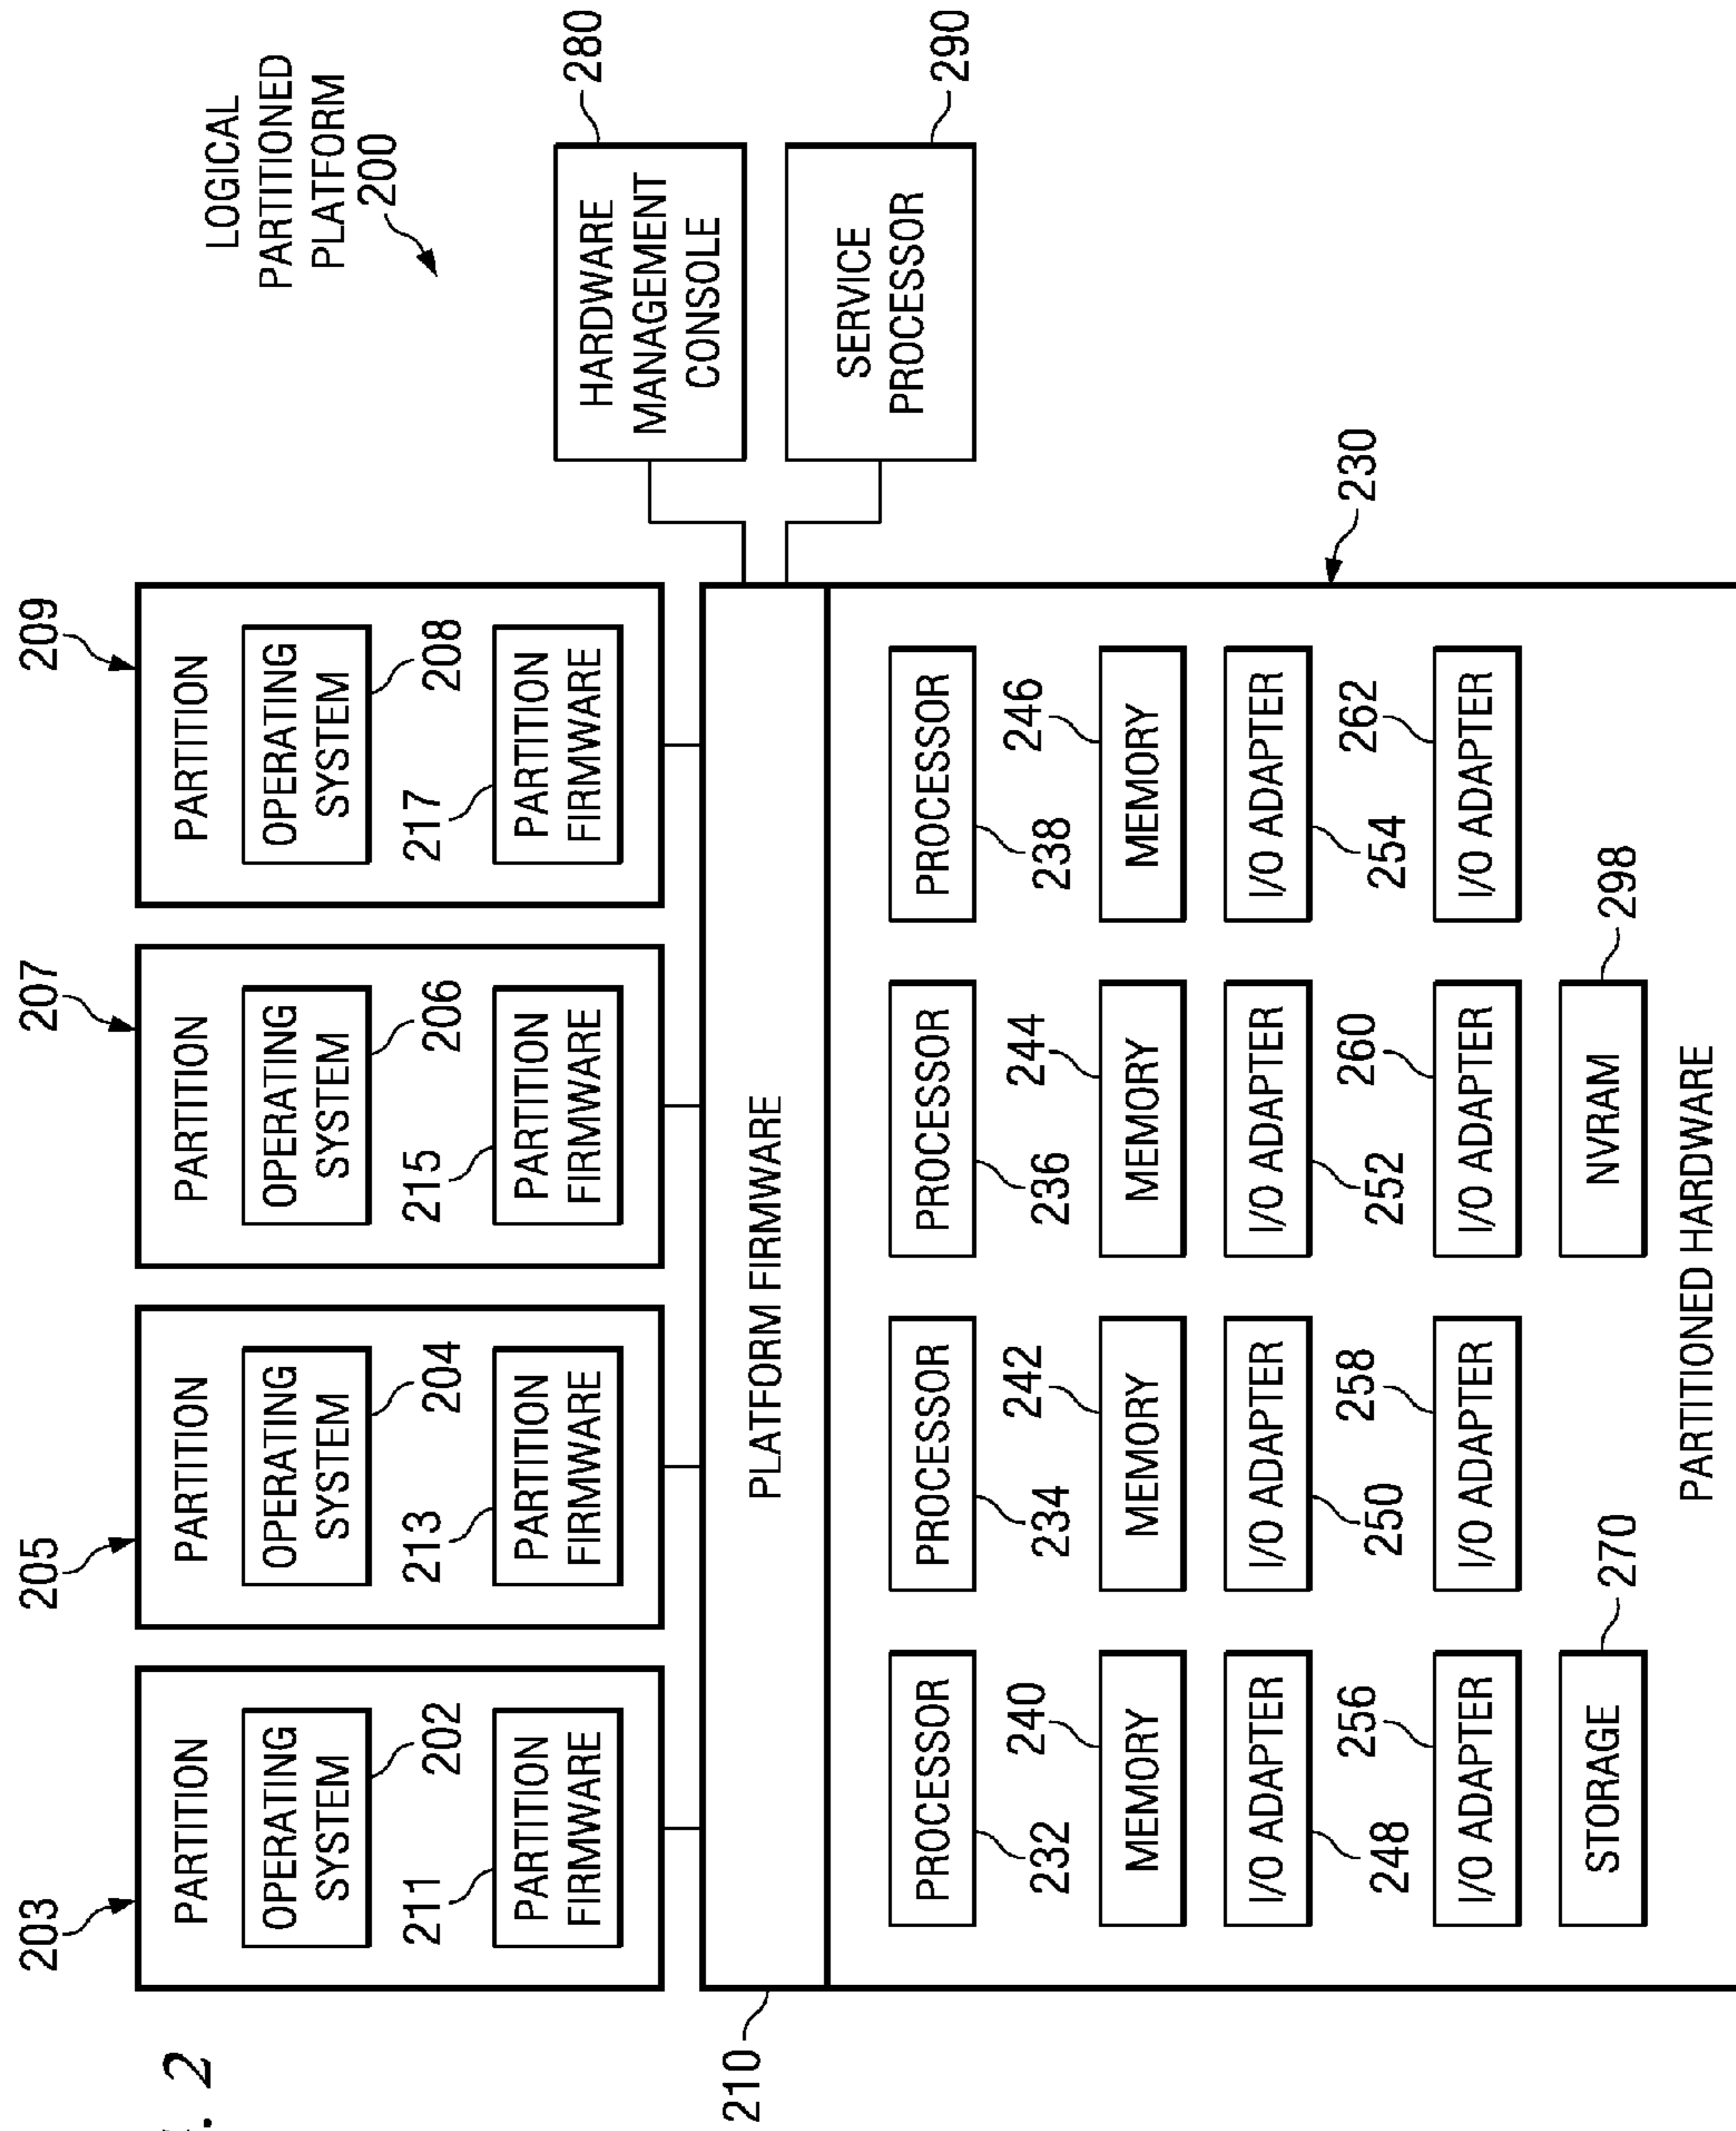 . 2
LOGICAL
PARTITIONED
PLATFORM
200
203
205
207
209
PARTITION
OPERATING
SYSTEM
202
211
PARTITION
FIRMWARE
PARTITION
OPERATING
SYSTEM
204
213
PARTITION
FIRMWARE
PARTITION
OPERATING
SYSTEM
206
215
PARTITION
FIRMWARE
PARTITION
OPERATING
SYSTEM
208
217
PARTITION
FIRMWARE
HARDWARE
MANAGEMENT
CONSOLE
280
SERVICE
PROCESSOR
290
210
PLATFORM FIRMWARE
230
PROCESSOR
PROCESSOR
PROCESSOR
PROCESSOR
232
240
234
242
236
244
238
246
MEMORY
MEMORY
MEMORY
MEMORY
I/O ADAPTER
I/O ADAPTER
I/O ADAPTER
I/O ADAPTER
248
256
250
258
252
260
254
262
I/O ADAPTER
I/O ADAPTER
I/O ADAPTER
I/O ADAPTER
STORAGE
270
NVRAM
298
PARTITIONED HARDWARE